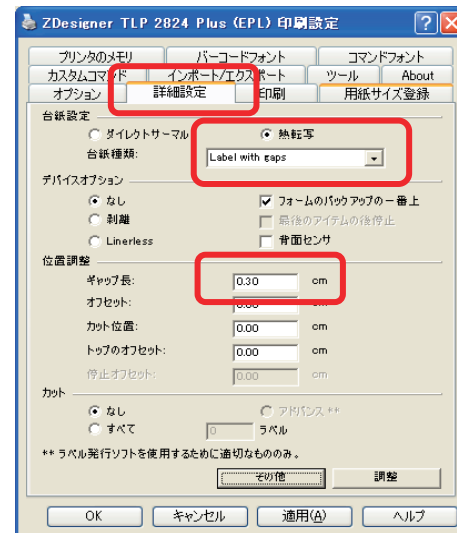 ZDesigner TLP 2824 Plus (EPL) 印刷設定
プリンタのメモリ バーコードフォント コマンドフォント
カスタムコマンド インポート/エクスポート ツール About
オプション 詳細設定 印刷 用紙サイズ登録
台紙設定
ダイレクトサーマル 熱転写
台紙種類: Label with gaps
デバイスオプション
なし フォームのバックアップの一番上
剥離 最後のアイテムの後停止
Linerless 背面センサ
位置調整
ギャップ長: 0.30 cm
オフセット: 0.00 cm
カット位置: 0.00 cm
トップのオフセット: 0.00 cm
停止オフセット: 0.00 cm
カット
なし アドバンス **
すべて 0 ラベル
** ラベル発行ソフトを使用するために適切なもののみ。
その他 調整
OK キャンセル 適用(A) ヘルプ